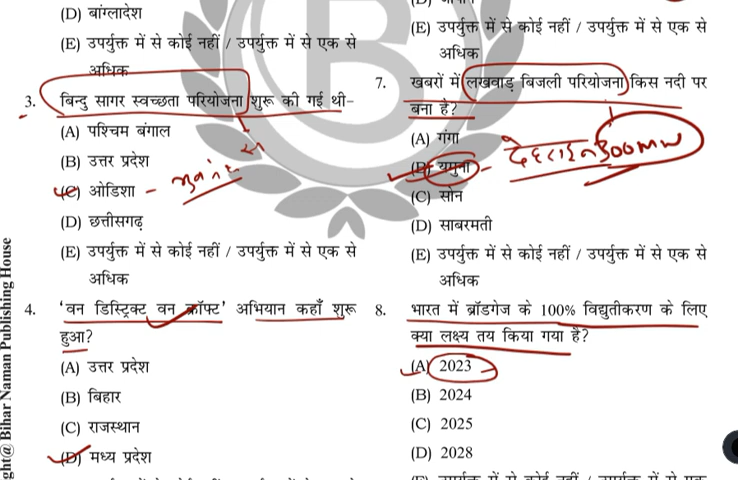 (D) बांग्लादेश
(E) उपर्युक्त में से कोई नहीं / उपर्युक्त में से एक से
अधिक
3. बिन्दु सागर स्वच्छता परियोजना शुरू की गई थी-
(A) पश्चिम बंगाल
(B) उत्तर प्रदेश
(C) ओडिशा -
(D) छत्तीसगढ़
(E) उपर्युक्त में से कोई नहीं / उपर्युक्त में से एक से
अधिक
4. 'वन डिस्ट्रिक्ट वन क्रॉफ्ट' अभियान कहाँ शुरू
हुआ?
(A) उत्तर प्रदेश
(B) बिहार
(C) राजस्थान
(D) मध्य प्रदेश
(E) उपर्युक्त में से कोई नहीं / उपर्युक्त में से एक से
अधिक
7. खबरों में लखवाड़ बिजली परियोजना किस नदी पर
बना है?
(A) गंगा
(B) यमुना -
300MW
(C) सोन
(D) साबरमती
(E) उपर्युक्त में से कोई नहीं / उपर्युक्त में से एक से
अधिक
8. भारत में ब्रॉडगेज के 100% विद्युतीकरण के लिए
क्या लक्ष्य तय किया गया है?
(A) 2023
(B) 2024
(C) 2025
(D) 2028
ght@ Bihar Naman Publishing House
B